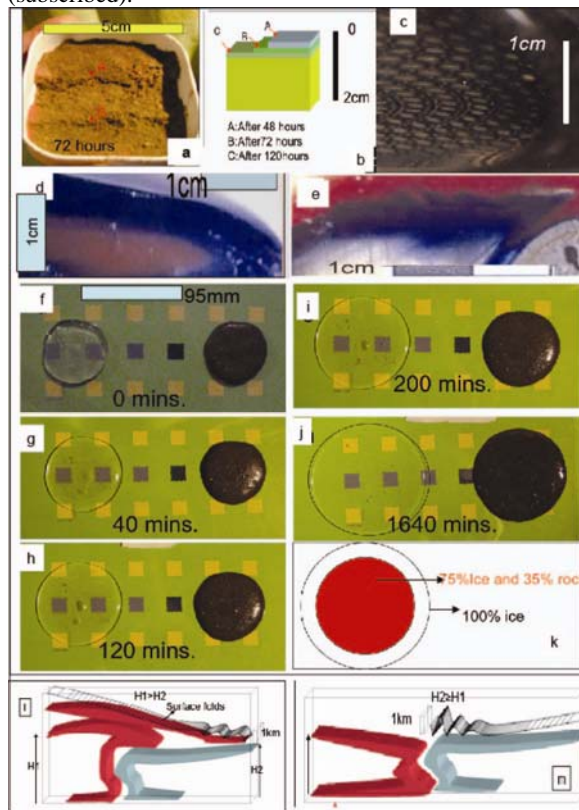 (subscribed).
5cm
72 hours
a
C
B
A
0
2cm
A:After 48 hours
B:After72 hours
C:After 120hours
b
c
1cm
d
1cm
1cm
e
1cm
f
95mm
0 mins.
i
200 mins.
g
40 mins.
j
1640 mins.
h
120 mins.
75%Ice and 35% roc
100% ice
k
l
H1>H2
Surface folds
1km
H1
H2
H2≥H1
1km